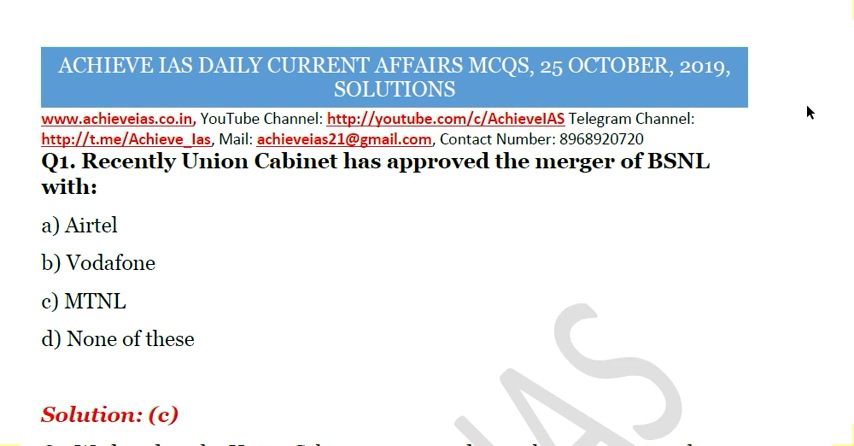 ACHIEVE IAS DAILY CURRENT AFFAIRS MCQS, 25 OCTOBER, 2019,
SOLUTIONS
www.achieveias.co.in, YouTube Channel: http://youtube.com/c/AchieveIAS Telegram Channel:
http://t.me/Achieve_Ias, Mail: achieveias21@gmail.com, Contact Number: 8968920720
Q1. Recently Union Cabinet has approved the merger of BSNL
with:
a) Airtel
b) Vodafone
c) MTNL
d) None of these
IAS
Solution: (c)